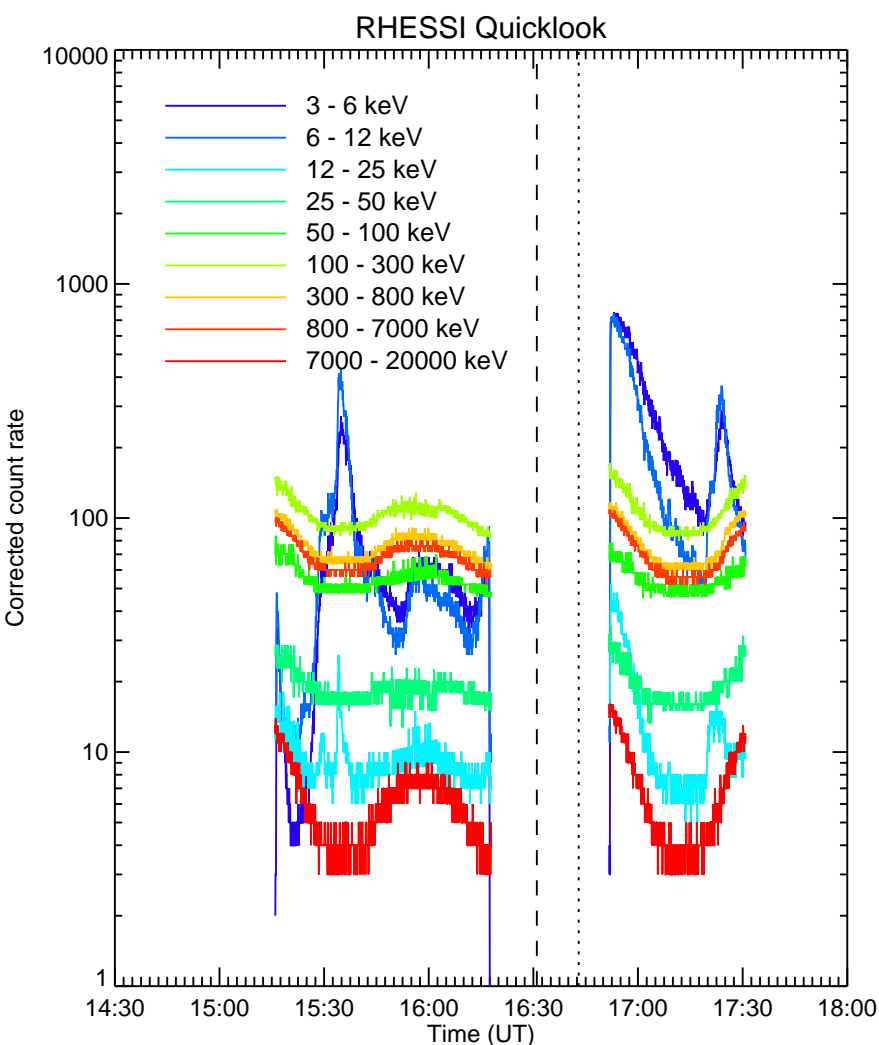 RHESSI Quicklook
10000
1000
100
10
1
Corrected count rate
3 - 6 keV
6 - 12 keV
12 - 25 keV
25 - 50 keV
50 - 100 keV
100 - 300 keV
300 - 800 keV
800 - 7000 keV
7000 - 20000 keV
14:30 15:00 15:30 16:00 16:30 17:00 17:30 18:00
Time (UT)